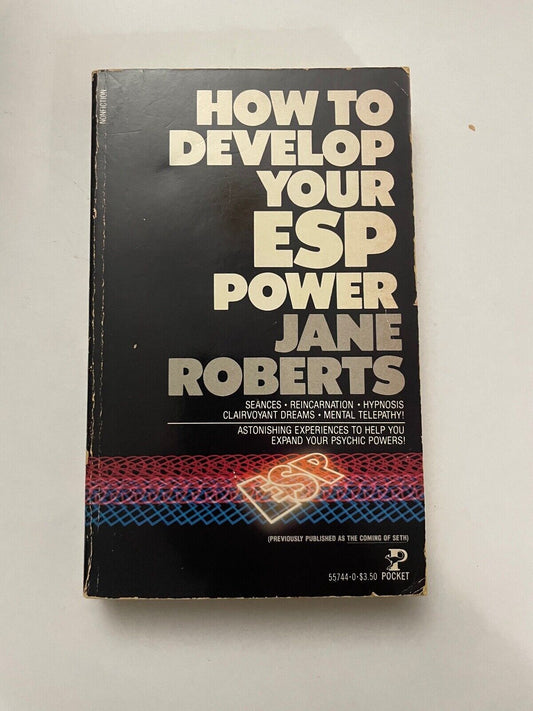 NONFICTION
HOW TO
DEVELOP
YOUR
ESP
POWER
JANE
ROBERTS
SEANCES • REINCARNATION • HYPNOSIS
CLAIRVOYANT DREAMS • MENTAL TELEPATHY!
ASTONISHING EXPERIENCES TO HELP YOU
EXPAND YOUR PSYCHIC POWERS!
ESP
(PREVIOUSLY PUBLISHED AS THE COMING OF SETH)
P
55744-0•$3.50 POCKET